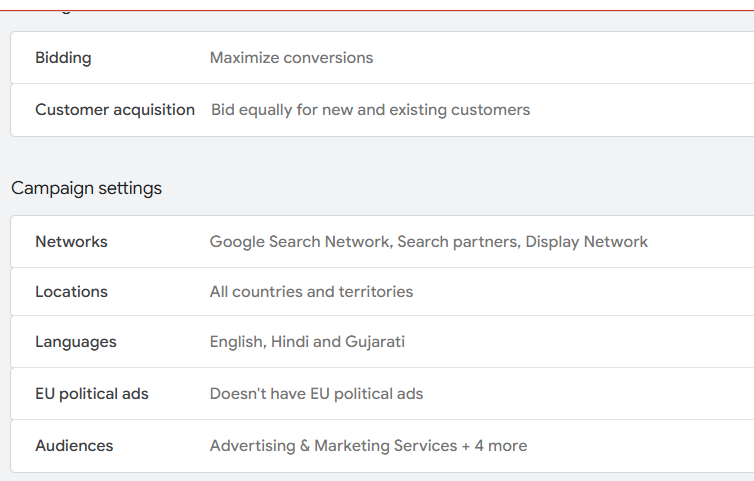 Bidding Maximize conversions
Customer acquisition Bid equally for new and existing customers
Campaign settings
Networks Google Search Network, Search partners, Display Network
Locations All countries and territories
Languages English, Hindi and Gujarati
EU political ads Doesn't have EU political ads
Audiences Advertising & Marketing Services + 4 more